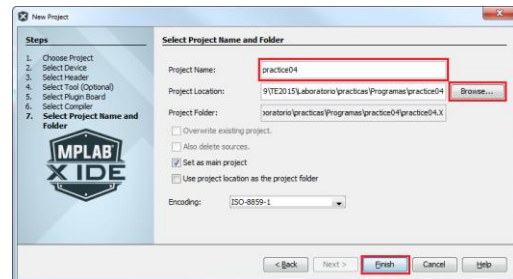 New Project
Steps
1. Choose Project
2. Select Device
3. Select Header
4. Select Tool (Optional)
5. Select Plugin Board
6. Select Compiler
7. Select Project Name and
Folder
MPLAB
X IDE
Select Project Name and Folder
Project Name: practice04
Project Location: 9\TE2015\Laboratorio\practicas\Programas\practice04 Browse...
Project Folder: >oratorio\practicas\Programas\practice04\practice04.X
Overwrite existing project.
Also delete sources.
Set as main project
Use project location as the project folder
Encoding: ISO-8859-1
< Back Next > Finish Cancel Help